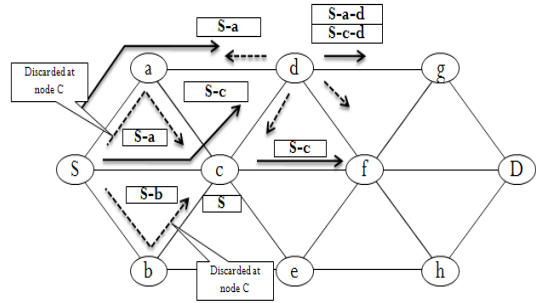 S-a
S-a-d
S-c-d
a
d
g
Discarded at
node C
S-c
S-a
S-c
S
c
f
D
S-b
S
Discarded at
node C
b
e
h